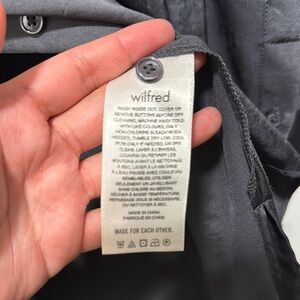 wilfred
WASH INSIDE OUT, COVER OR
REMOVE BUTTONS BEFORE DRY
CLEANING, MACHINE WASH COLD
WITH LIKE COLOURS, ONLY
NON-CHLORINE BLEACH WHEN
NEEDED, TUMBLE DRY LOW, COOL
IRON IF NEEDED, OR DRY
CLEAN. LAVER À L'ENVERS,
COUVRIR OU RETIRER
LES BOUTONS AVANT LE NETTOYAGE
À SEC, LAVER À LA MACHINE
À L'EAU FROIDE AVEC COULEURS
SEMBLABLES, UTILISER
SEULEMENT UN JAVELLISANT
SANS CHLORE AU BESOIN,
SÉCHER À BASSE TEMPÉRATURE,
REPASSAGE DOUX SI NÉCESSAIRE,
OU NETTOYER À SEC.
MADE IN CHINA
FABRIQUÉ EN CHINE
MADE FOR EACH OTHER.